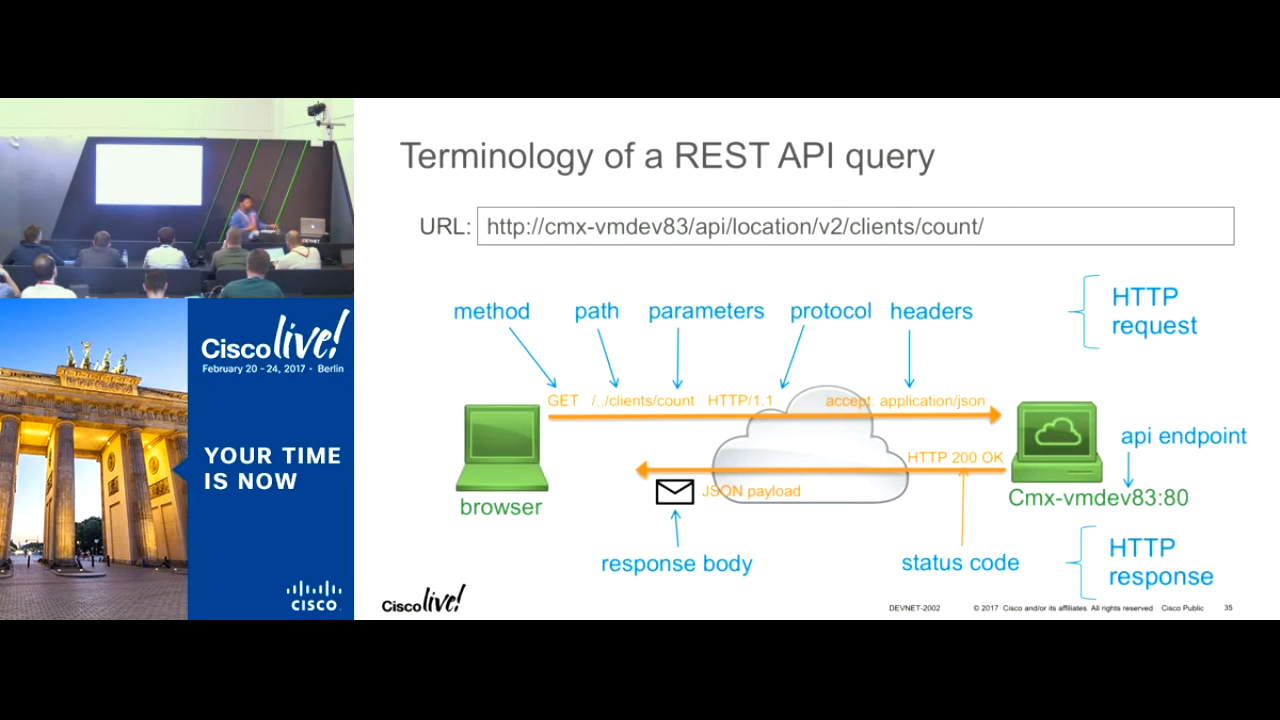 Terminology of a REST API query
URL: http://cmx-vmdev83/api/location/v2/clients/count/
method path parameters protocol headers
HTTP
request
GET /../clients/count HTTP/1.1 accept: application/json
api endpoint
HTTP 200 OK
JSON payload
Cmx-vmdev83:80
browser
response body
status code
HTTP
response
Cisco live!
DEVNET-2002 © 2017 Cisco and/or its affiliates. All rights reserved. Cisco Public 35
DEVNET
Cisco live!
February 20 - 24, 2017 • Berlin
YOUR TIME
IS NOW
CISCO